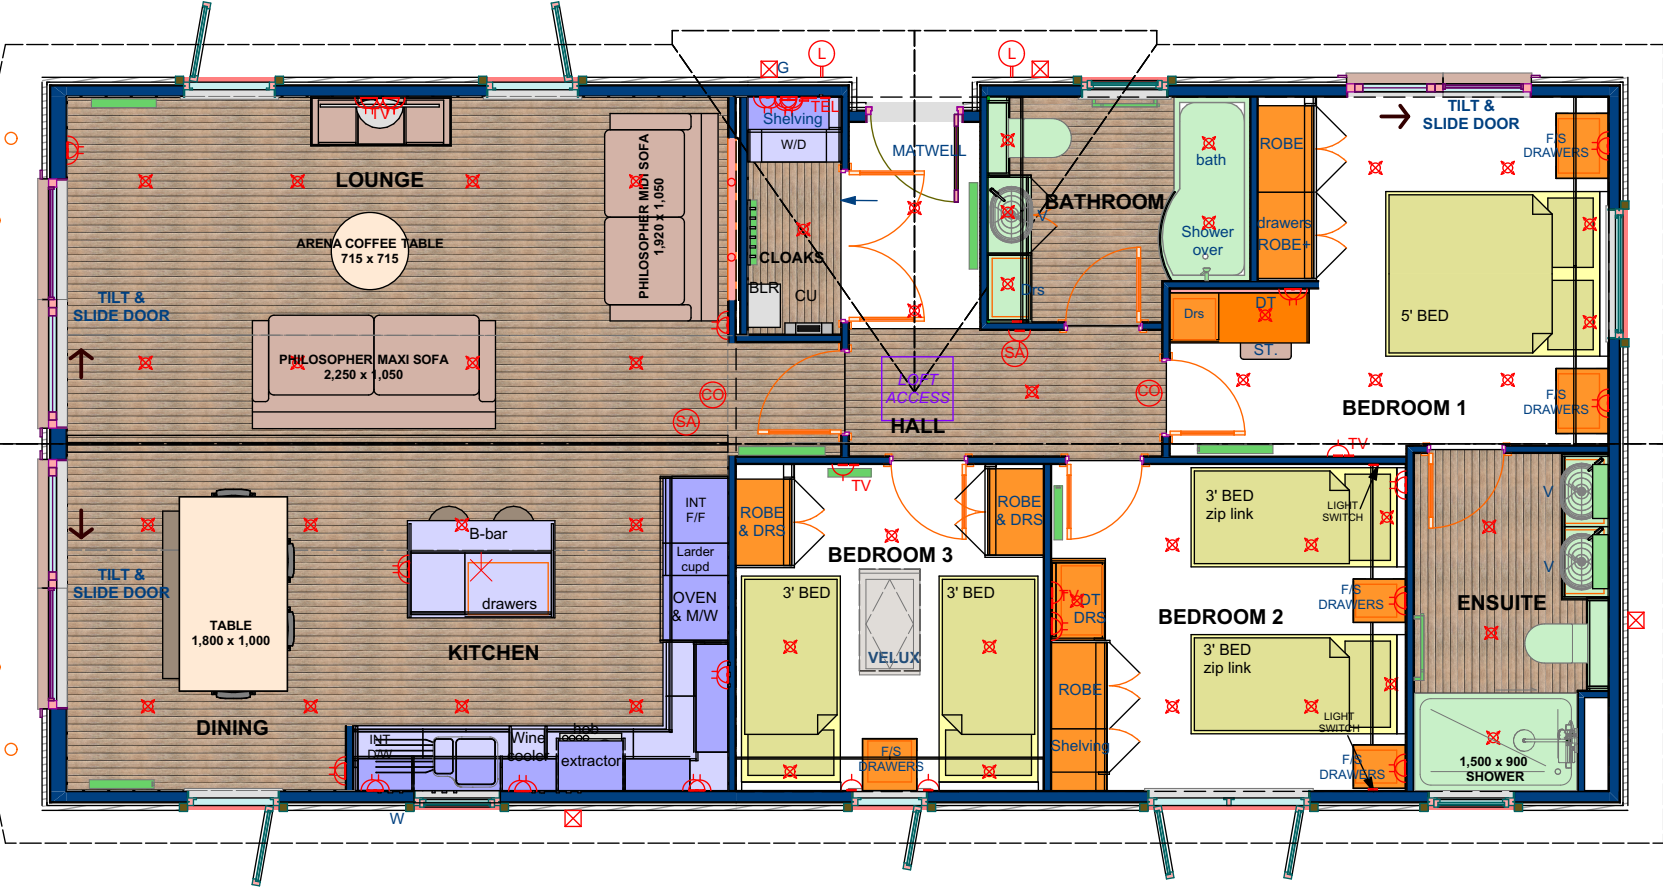 G
L
L
TILT &
SLIDE DOOR
TV
TEL
Shelving
W/D
MATWELL
bath
ROBE
F/S
DRAWERS
LOUNGE
PHILOSOPHER MIDI SOFA
1,920 x 1,050
BATHROOM
V
Shower
over
drawers
ROBE+
ARENA COFFEE TABLE
715 x 715
CLOAKS
BLR
CU
Drs
TILT &
SLIDE DOOR
Drs
DT
ST.
5' BED
PHILOSOPHER MAXI SOFA
2,250 x 1,050
SA
CO
SA
LOFT
ACCESS
HALL
CO
BEDROOM 1
F/S
DRAWERS
TV
TV
INT
F/F
B-bar
Larder
cupd
drawers
OVEN
& M/W
ROBE
& DRS
ROBE
& DRS
BEDROOM 3
3' BED
3' BED
VELUX
3' BED
zip link
LIGHT
SWITCH
V
V
TILT &
SLIDE DOOR
TABLE
1,800 x 1,000
KITCHEN
DINING
TV
DT
DRS
BEDROOM 2
F/S
DRAWERS
ENSUITE
3' BED
zip link
ROBE
LIGHT
SWITCH
Shelving
F/S
DRAWERS
INT
D/W
Wine
cooler
hob
extractor
F/S
DRAWERS
1,500 x 900
SHOWER
W